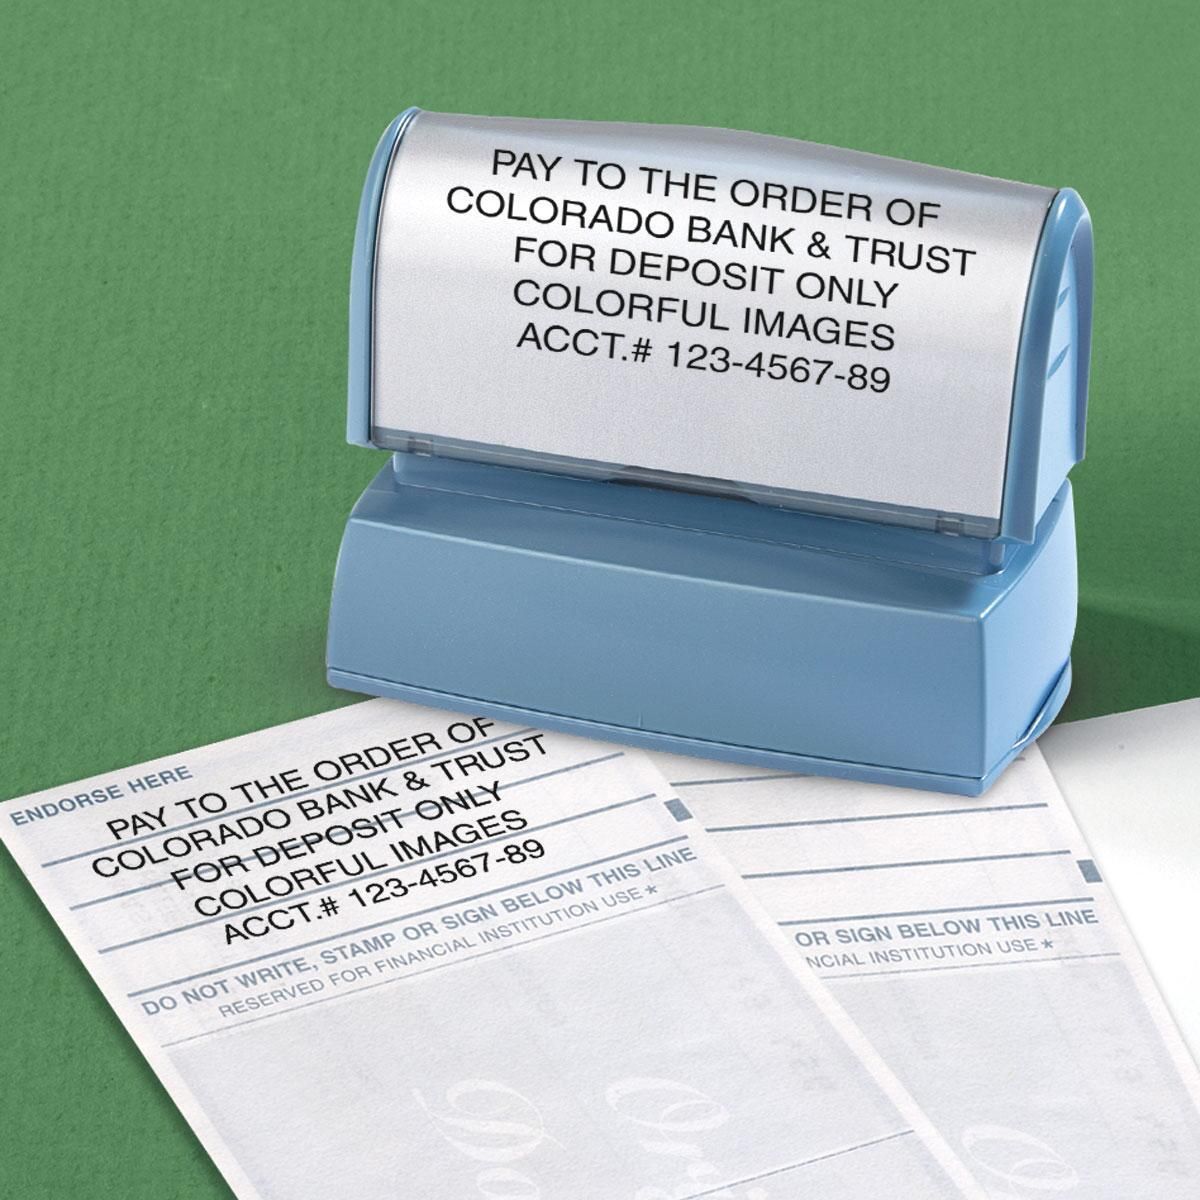 PAY TO THE ORDER OF
COLORADO BANK & TRUST
FOR DEPOSIT ONLY
COLORFUL IMAGES
ACCT.# 123-4567-89
ENDORSE HERE
PAY TO THE ORDER OF
COLORADO BANK & TRUST
FOR DEPOSIT ONLY
COLORFUL IMAGES
ACCT.# 123-4567-89
DO NOT WRITE, STAMP OR SIGN BELOW THIS LINE
RESERVED FOR FINANCIAL INSTITUTION USE*
OR SIGN BELOW THIS LINE
NCIAL INSTITUTION USE*